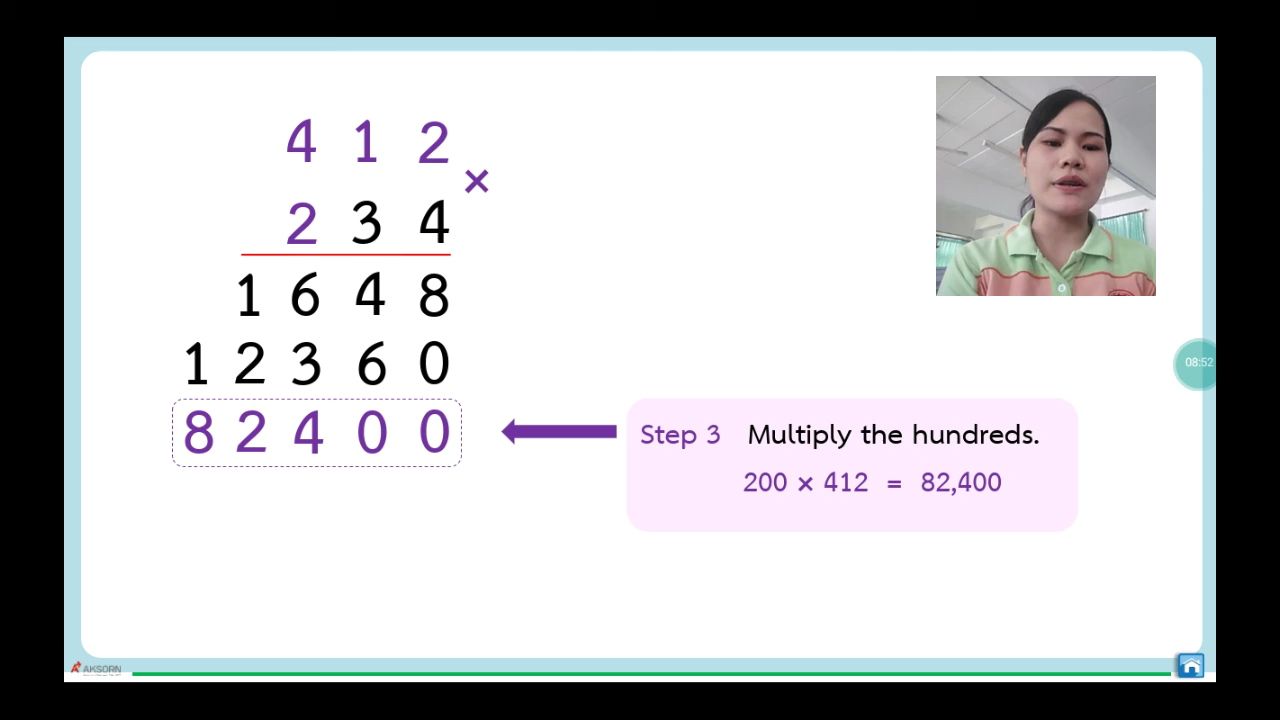 4 1 2
×
2 3 4
1 6 4 8
1 2 3 6 0
8 2 4 0 0
Step 3 Multiply the hundreds.
200 × 412 = 82,400
08:52
AKSORN